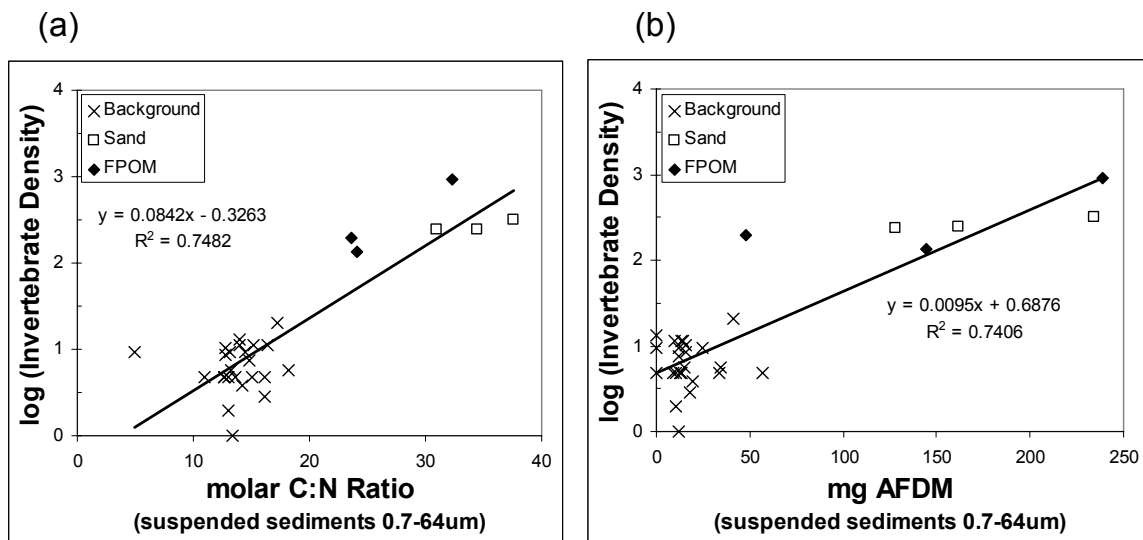 (a)
(b)
log (Invertebrate Density)
4
3
2
1
0
× Background
□ Sand
◆ FPOM
y = 0.0842x - 0.3263
R² = 0.7482
0 10 20 30 40
molar C:N Ratio
(suspended sediments 0.7-64um)
log (Invertebrate Density)
4
3
2
1
0
× Background
□ Sand
◆ FPOM
y = 0.0095x + 0.6876
R² = 0.7406
0 50 100 150 200 250
mg AFDM
(suspended sediments 0.7-64um)